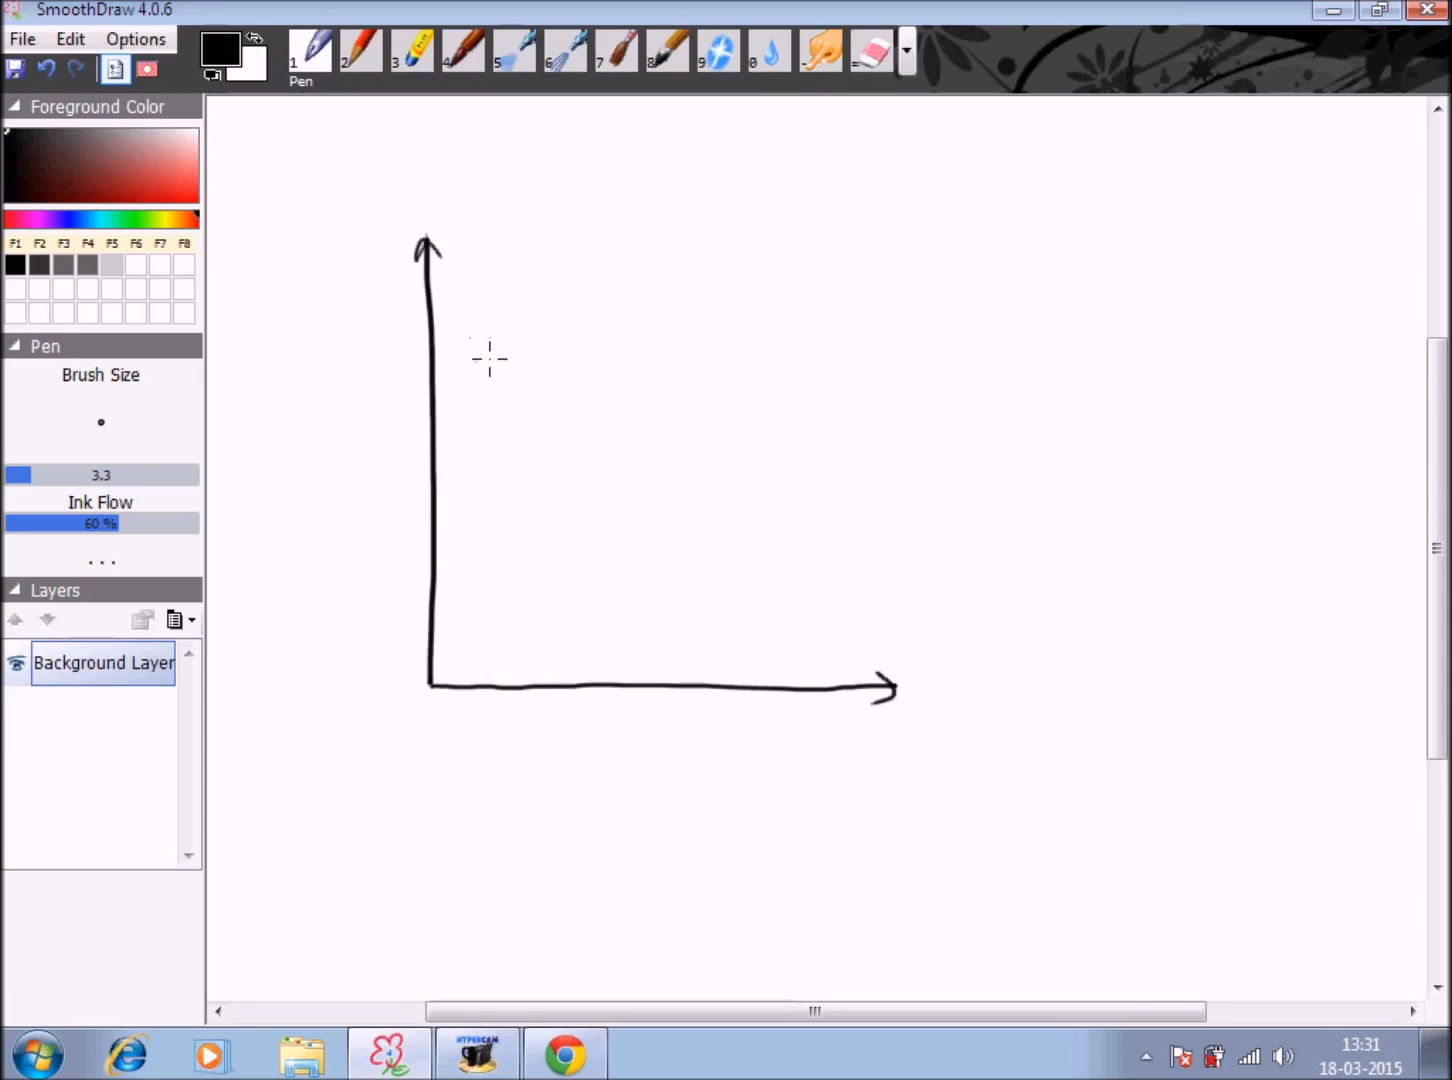 SmoothDraw 4.0.6
File Edit Options
1 2 3 4 5 6 7 8 9 0 - =
Pen
Foreground Color
F1 F2 F3 F4 F5 F6 F7 F8
Pen
Brush Size
3.3
Ink Flow
60 %
...
Layers
Background Layer
HYPERCAM
13:31
18-03-2015